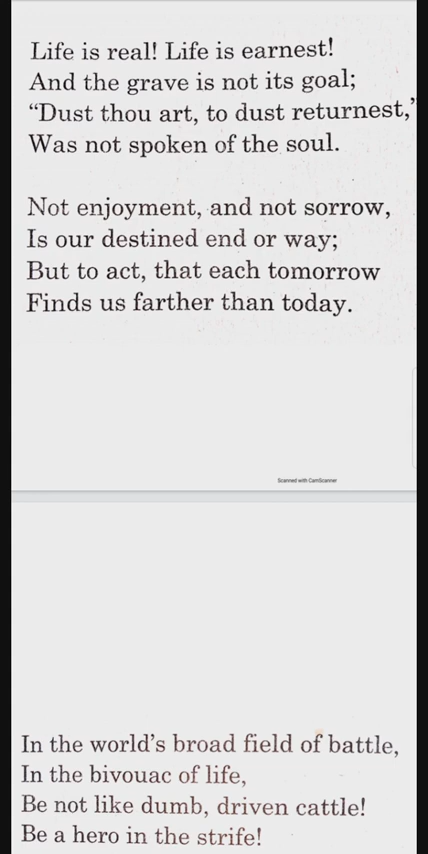 Life is real! Life is earnest!
And the grave is not its goal;
“Dust thou art, to dust returnest,”
Was not spoken of the soul.
Not enjoyment, and not sorrow,
Is our destined end or way;
But to act, that each tomorrow
Finds us farther than today.
Scanned with CamScanner
In the world’s broad field of battle,
In the bivouac of life,
Be not like dumb, driven cattle!
Be a hero in the strife!